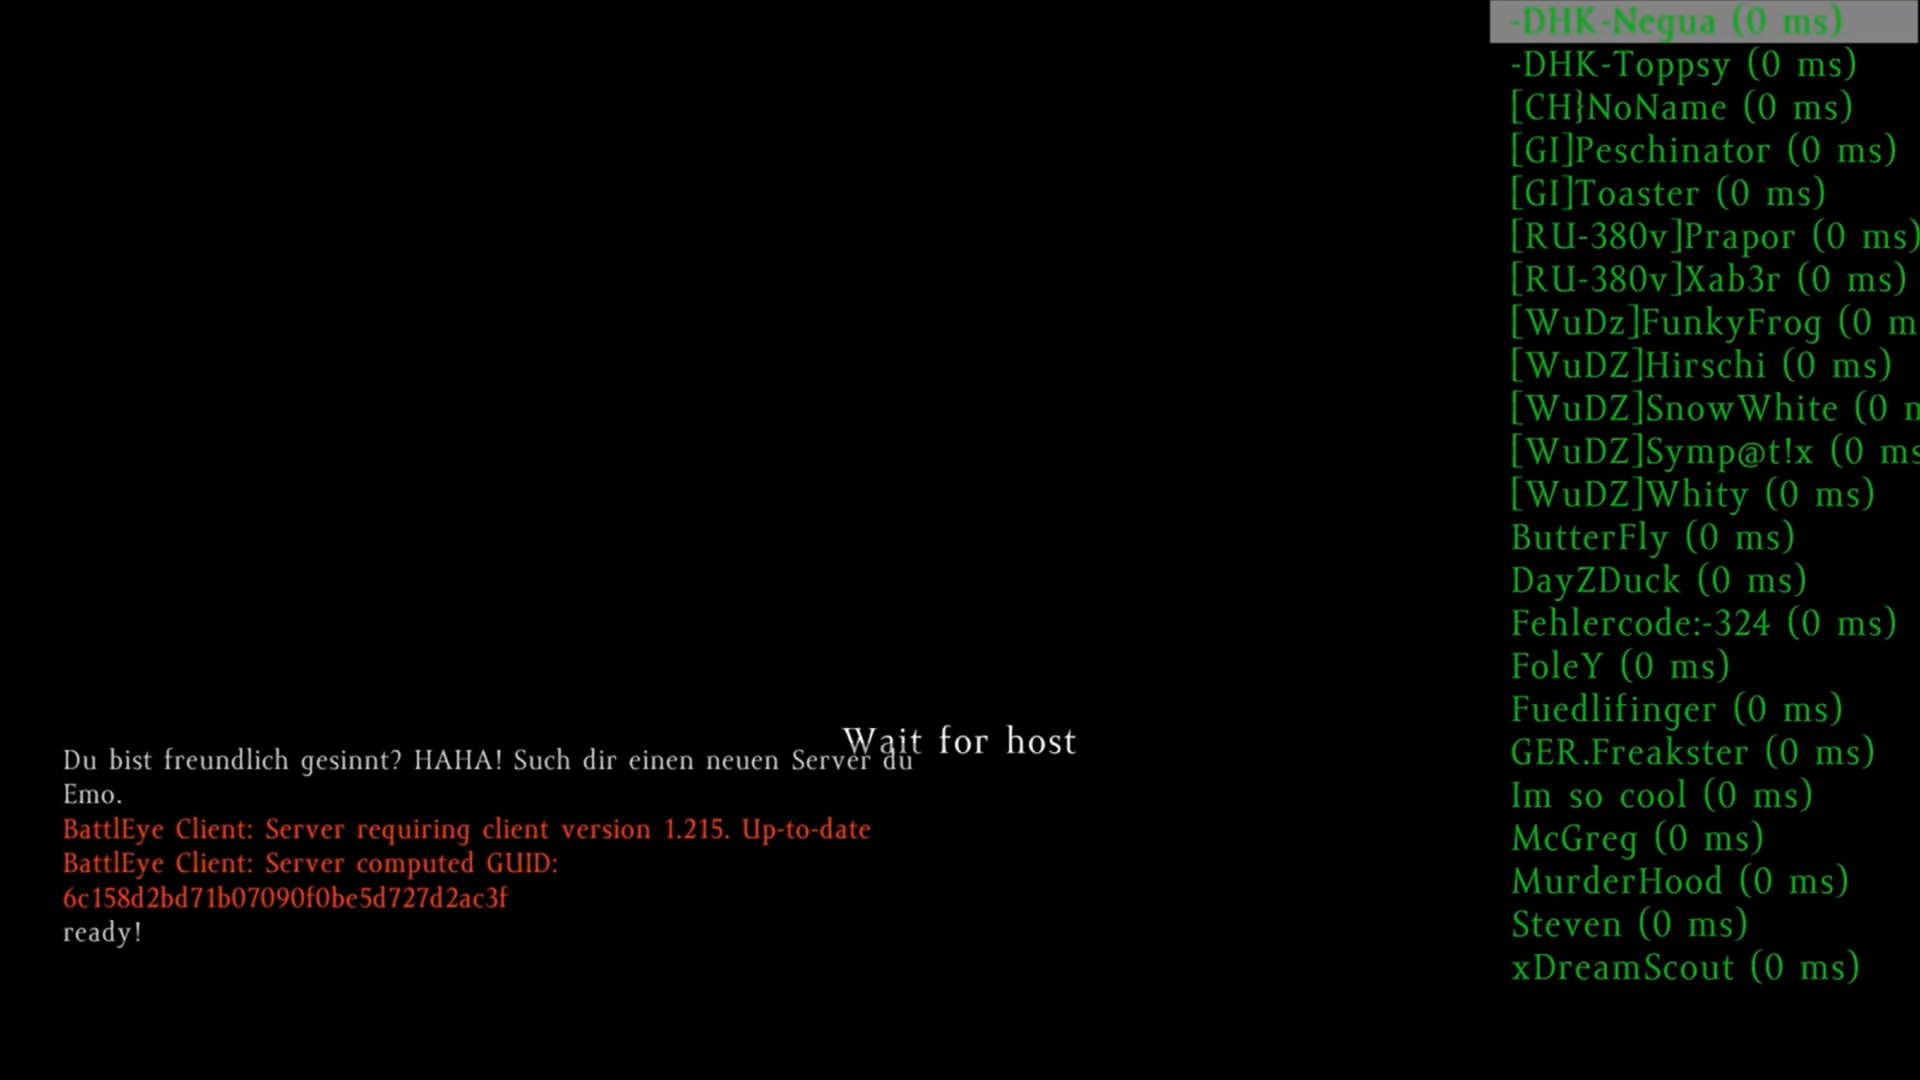 -DHK-Negua (0 ms)
-DHK-Toppsy (0 ms)
[CH}NoName (0 ms)
[GI]Peschinator (0 ms)
[GI]Toaster (0 ms)
[RU-380v]Prapor (0 ms)
[RU-380v]Xab3r (0 ms)
[WuDz]FunkyFrog (0 m
[WuDZ]Hirschi (0 ms)
[WuDZ]SnowWhite (0 m
[WuDZ]Symp@t!x (0 ms
[WuDZ]Whity (0 ms)
ButterFly (0 ms)
DayZDuck (0 ms)
Fehlercode:-324 (0 ms)
FoleY (0 ms)
Fuedlifinger (0 ms)
GER.Freakster (0 ms)
Im so cool (0 ms)
McGreg (0 ms)
MurderHood (0 ms)
Steven (0 ms)
xDreamScout (0 ms)
Wait for host
Du bist freundlich gesinnt? HAHA! Such dir einen neuen Server du
Emo.
BattlEye Client: Server requiring client version 1.215. Up-to-date
BattlEye Client: Server computed GUID:
6c158d2bd71b07090f0be5d727d2ac3f
ready!